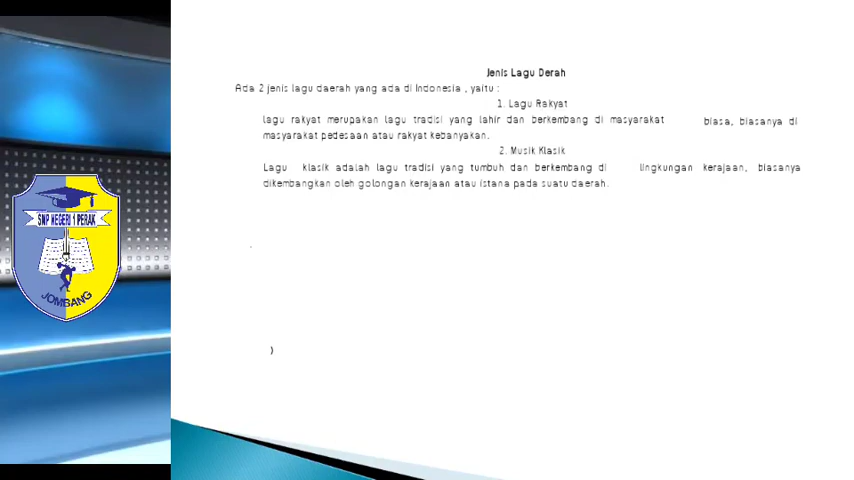 Jenis Lagu Derah
Ada 2 jenis lagu daerah yang ada di Indonesia , yaitu :
1. Lagu Rakyat
lagu rakyat merupakan lagu tradisi yang lahir dan berkembang di masyarakat biasa, biasanya di
masyarakat pedesaan atau rakyat kebanyakan.
2. Musik Klasik
Lagu klasik adalah lagu tradisi yang tumbuh dan berkembang di lingkungan kerajaan, biasanya
dikembangkan oleh golongan kerajaan atau istana pada suatu daerah.
.
)
SMP NEGERI 1 PERAK
JOMBANG